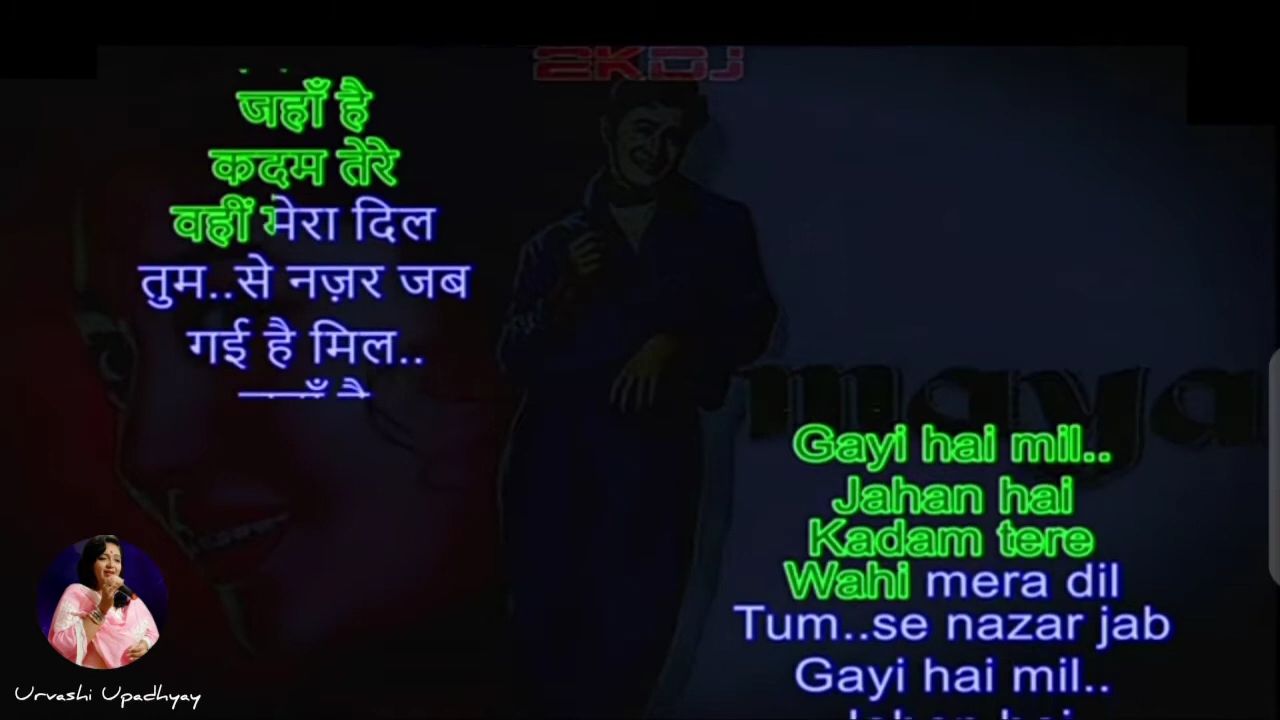 2KDJ
जहाँ है
कदम तेरे
वहीं मेरा दिल
तुम..से नज़र जब
गई है मिल..
maya
Gayi hai mil..
Jahan hai
Kadam tere
Wahi mera dil
Tum..se nazar jab
Gayi hai mil..
Urvashi Upadhyay